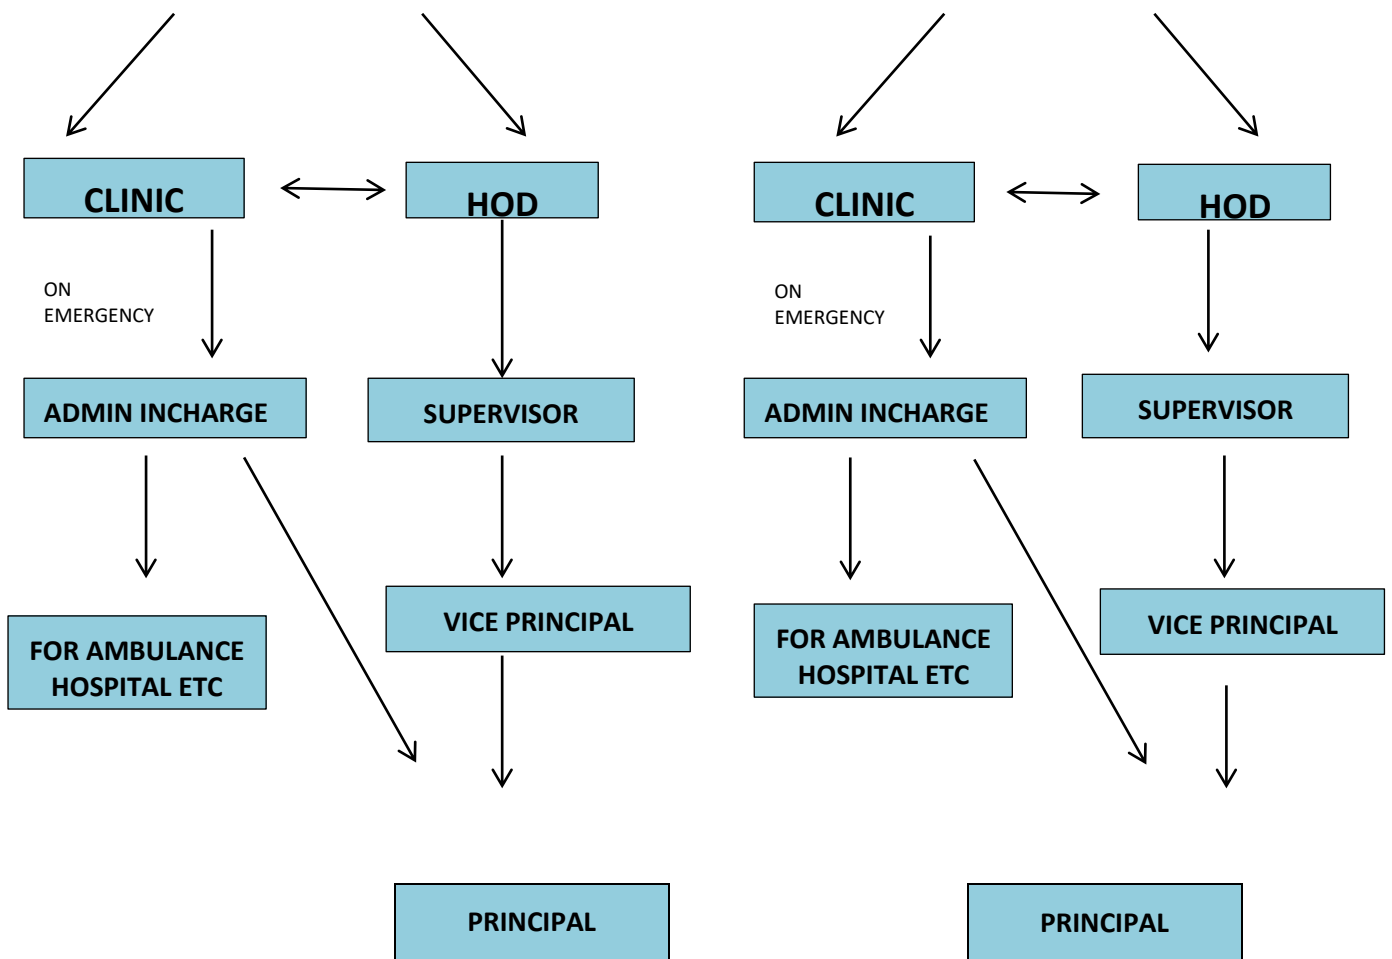 CLINIC
HOD
ON
EMERGENCY
ADMIN INCHARGE
SUPERVISOR
FOR AMBULANCE
HOSPITAL ETC
VICE PRINCIPAL
PRINCIPAL
CLINIC
HOD
ON
EMERGENCY
ADMIN INCHARGE
SUPERVISOR
FOR AMBULANCE
HOSPITAL ETC
VICE PRINCIPAL
PRINCIPAL